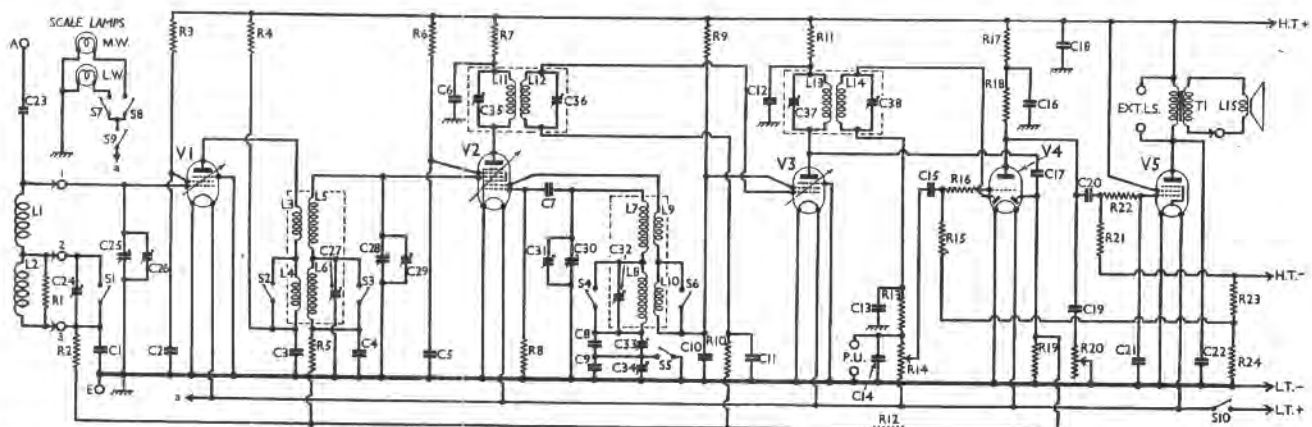 SCALE LAMPS
M.W.
L.W.
S7
S8
S9
a
A
C23
1
L1
L2
2
3
C24
R1
R2
S1
C1
E
C25
C26
C2
R3
V1
R4
L3
L5
L4
L6
C27
S2
S3
C3
R5
C4
C28
C29
R6
C5
R7
C6
L11
L12
C35
C36
V2
C7
R8
C31
C30
L7
L9
C32
L8
L10
S4
S6
C8
C33
C9
C34
S5
R9
C10
R10
C11
R11
C12
L13
L14
C37
C38
V3
C13
R13
P.U.
R14
C14
R12
C15
R16
R15
R17
R18
C18
C16
V4
C17
C20
R22
R21
C19
R19
R20
C21
C22
EXT.L.S.
T1
L15
V5
R23
R24
S10
H.T+
H.T.-
L.T.-
L.T.+
a